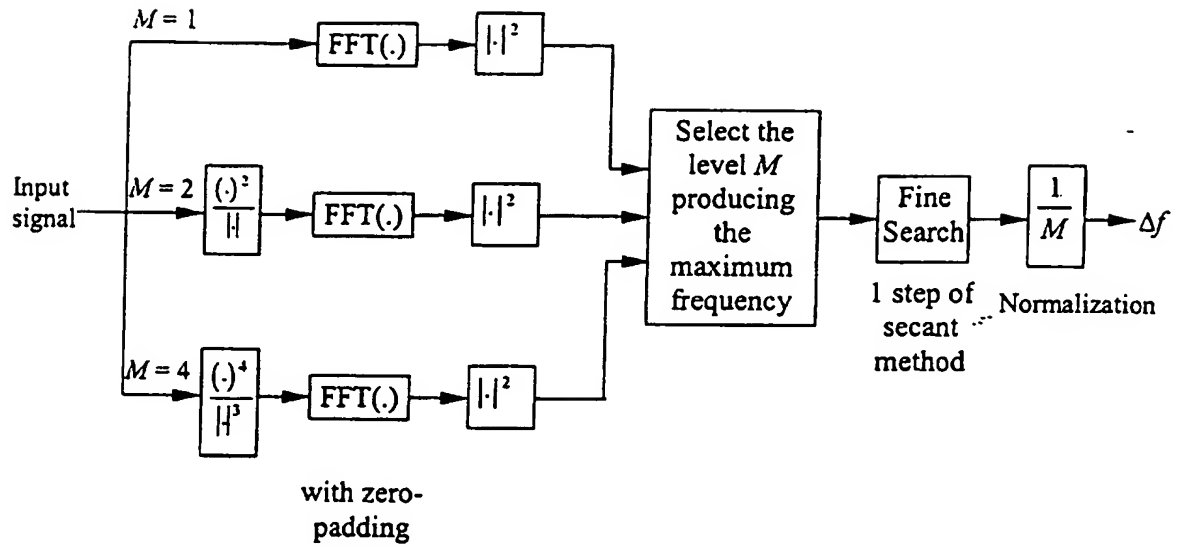 M = 1
FFT(.)
|·|²
Input
signal
M = 2
(.)²
|·|
FFT(.)
|·|²
M = 4
(.)⁴
|·|³
FFT(.)
|·|²
with zero-
padding
Select the
level M
producing
the
maximum
frequency
Fine
Search
1 step of
secant
method
1
M
Normalization
Δf